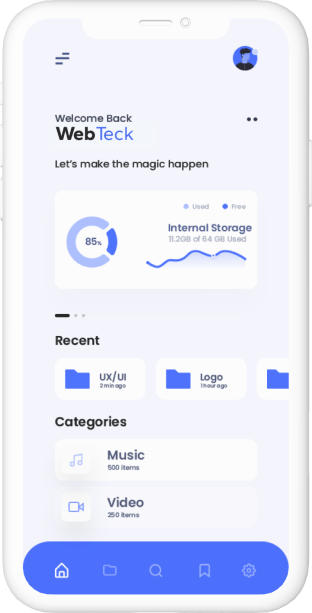 Welcome Back
WebTeck
Let's make the magic happen
Used Free
Internal Storage
11.2GB of 64 GB Used
85%
Recent
UX/UI
2 min ago
Logo
1 hour ago
Categories
Music
500 items
Video
250 items